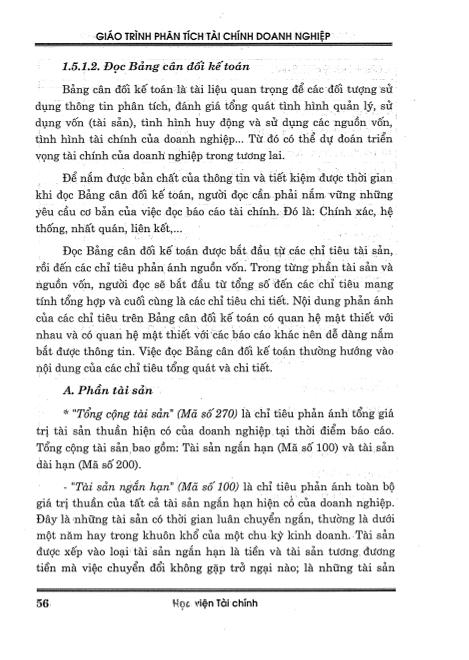 GIÁO TRÌNH PHÂN TÍCH TÀI CHÍNH DOANH NGHIỆP
1.5.1.2. Đọc Bảng cân đối kế toán
Bảng cân đối kế toán là tài liệu quan trọng để các đối tượng sử
dụng thông tin phân tích, đánh giá tổng quát tình hình quản lý, sử
dụng vốn (tài sản), tình hình huy động và sử dụng các nguồn vốn,
tình hình tài chính của doanh nghiệp... Từ đó có thể dự đoán triển
vọng tài chính của doanh nghiệp trong tương lai.
Để nắm được bản chất của thông tin và tiết kiệm được thời gian
khi đọc Bảng cân đối kế toán, người đọc cần phải nắm vững những
yêu cầu cơ bản của việc đọc báo cáo tài chính. Đó là: Chính xác, hệ
thống, nhất quán, liên kết,...
Đọc Bảng cân đối kế toán được bắt đầu từ các chỉ tiêu tài sản,
rồi đến các chỉ tiêu phản ánh nguồn vốn. Trong từng phần tài sản và
nguồn vốn, người đọc sẽ bắt đầu từ tổng số đến các chỉ tiêu mang
tính tổng hợp và cuối cùng là các chỉ tiêu chi tiết. Nội dung phản ánh
của các chỉ tiêu trên Bảng cân đối kế toán có quan hệ mật thiết với
nhau và có quan hệ mật thiết với các báo cáo khác nên dễ dàng nắm
bắt được thông tin. Việc đọc Bảng cân đối kế toán thường hướng vào
nội dung của các chỉ tiêu tổng quát và chi tiết.
A. Phần tài sản
* "Tổng cộng tài sản" (Mã số 270) là chỉ tiêu phản ánh tổng giá
trị tài sản thuần hiện có của doanh nghiệp tại thời điểm báo cáo.
Tổng cộng tài sản bao gồm: Tài sản ngắn hạn (Mã số 100) và tài sản
dài hạn (Mã số 200).
- "Tài sản ngắn hạn" (Mã số 100) là chỉ tiêu phản ánh toàn bộ
giá trị thuần của tất cả tài sản ngắn hạn hiện có của doanh nghiệp.
Đây là những tài sản có thời gian luân chuyển ngắn, thường là dưới
một năm hay trong khuôn khổ của một chu kỳ kinh doanh. Tài sản
được xếp vào loại tài sản ngắn hạn là tiền và tài sản tương đương
tiền mà việc chuyển đổi không gặp trở ngại nào; là những tài sản
56 Học viện Tài chính